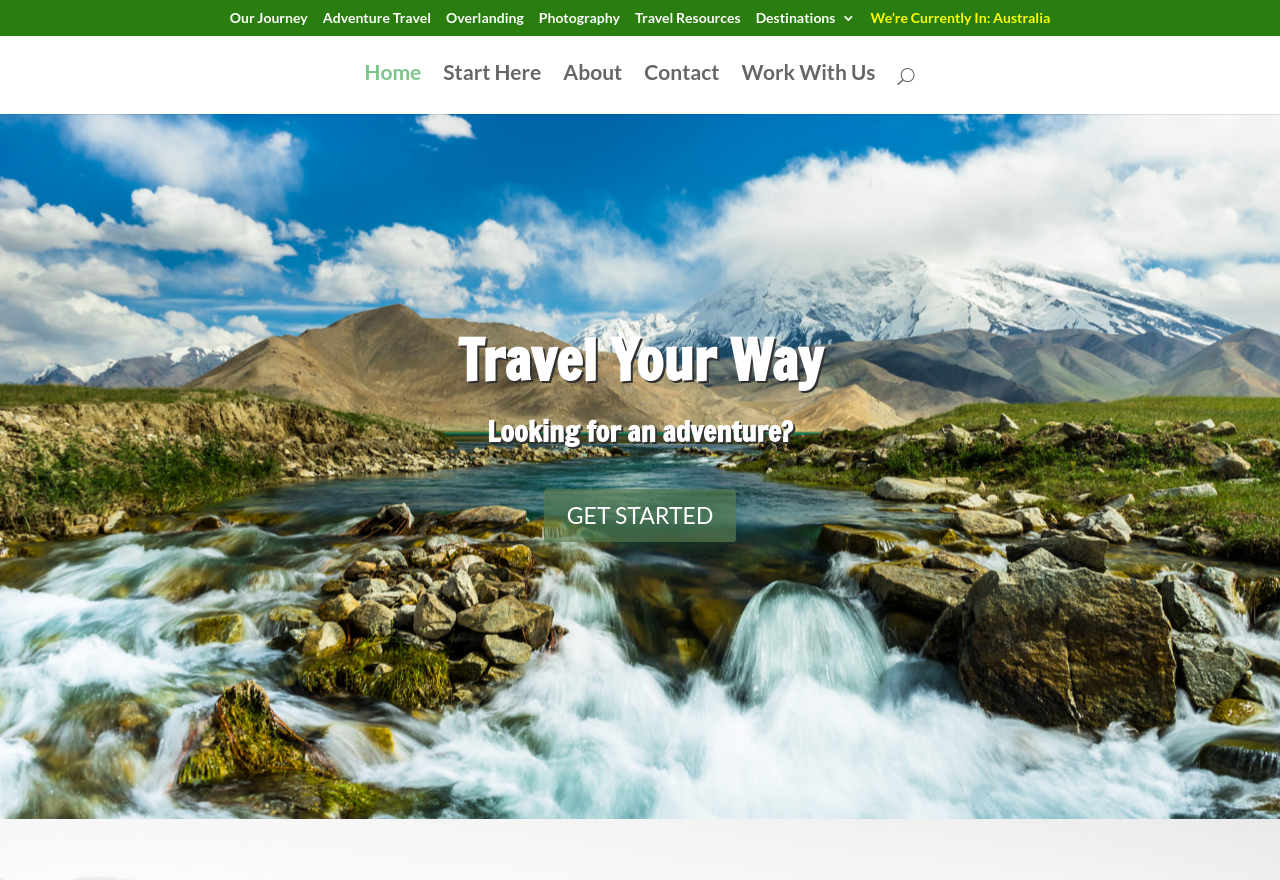 Our Journey Adventure Travel Overlanding Photography Travel Resources Destinations We're Currently In: Australia
Home Start Here About Contact Work With Us
Travel Your Way
Looking for an adventure?
GET STARTED